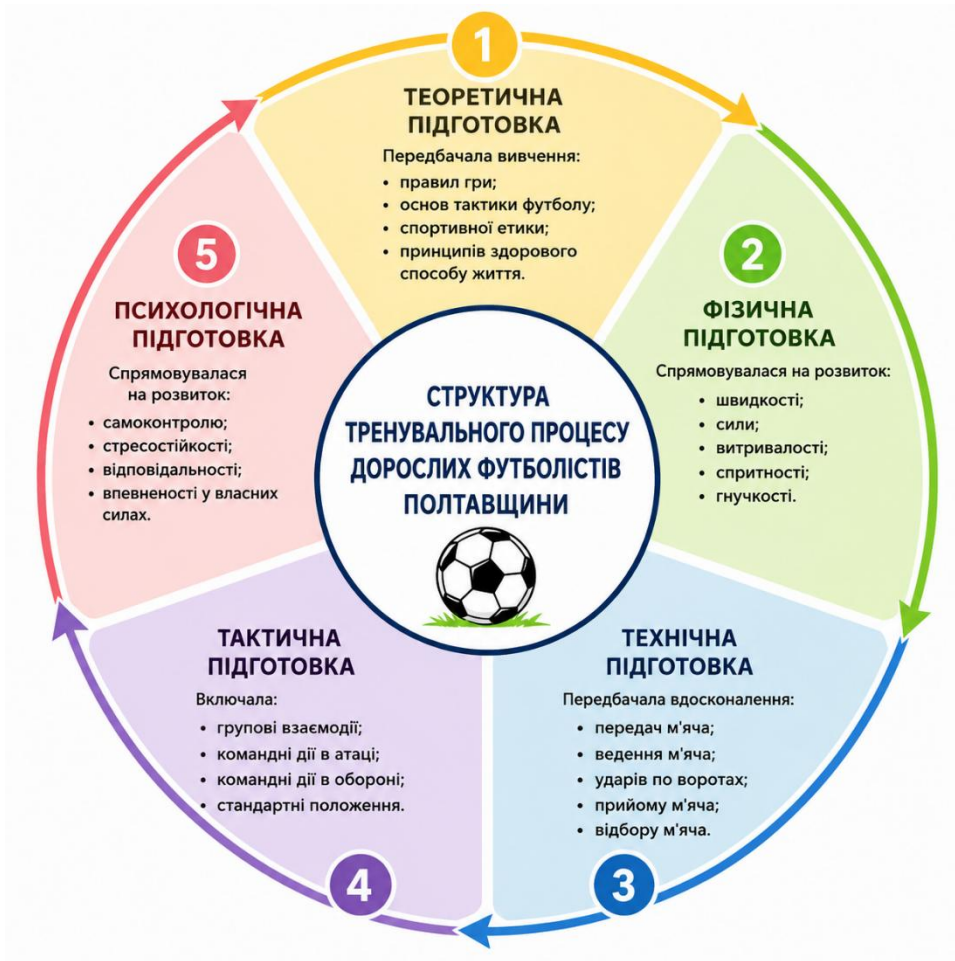 1
ТЕОРЕТИЧНА
ПІДГОТОВКА
Передбачала вивчення:
• правил гри;
• основ тактики футболу;
• спортивної етики;
• принципів здорового
способу життя.
2
ФІЗИЧНА
ПІДГОТОВКА
Спрямовувалася на розвиток:
• швидкості;
• сили;
• витривалості;
• спритності;
• гнучкості.
ТЕХНІЧНА
ПІДГОТОВКА
Передбачала вдосконалення:
• передач м'яча;
• ведення м'яча;
• ударів по воротах;
• прийому м'яча;
• відбору м'яча.
3
ТАКТИЧНА
ПІДГОТОВКА
Включала:
• групові взаємодії;
• командні дії в атаці;
• командні дії в обороні;
• стандартні положення.
4
5
ПСИХОЛОГІЧНА
ПІДГОТОВКА
Спрямовувалася
на розвиток:
• самоконтролю;
• стресостійкості;
• відповідальності;
• впевненості у власних
силах.
СТРУКТУРА
ТРЕНУВАЛЬНОГО ПРОЦЕСУ
ДОРОСЛИХ ФУТБОЛІСТІВ
ПОЛТАВЩИНИ